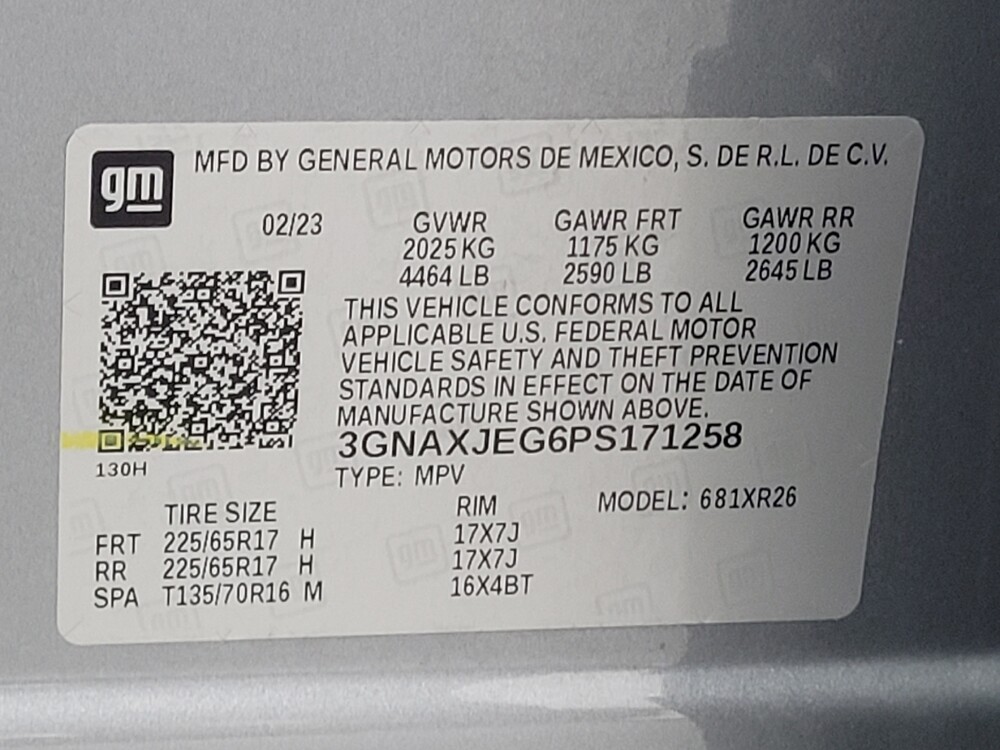 gm
MFD BY GENERAL MOTORS DE MEXICO, S. DE R.L. DE C.V.
02/23 GVWR GAWR FRT GAWR RR
2025 KG 1175 KG 1200 KG
4464 LB 2590 LB 2645 LB
THIS VEHICLE CONFORMS TO ALL
APPLICABLE U.S. FEDERAL MOTOR
VEHICLE SAFETY AND THEFT PREVENTION
STANDARDS IN EFFECT ON THE DATE OF
MANUFACTURE SHOWN ABOVE.
3GNAXJEG6PS171258
130H
TYPE: MPV
TIRE SIZE RIM MODEL: 681XR26
FRT 225/65R17 H 17X7J
RR 225/65R17 H 17X7J
SPA T135/70R16 M 16X4BT